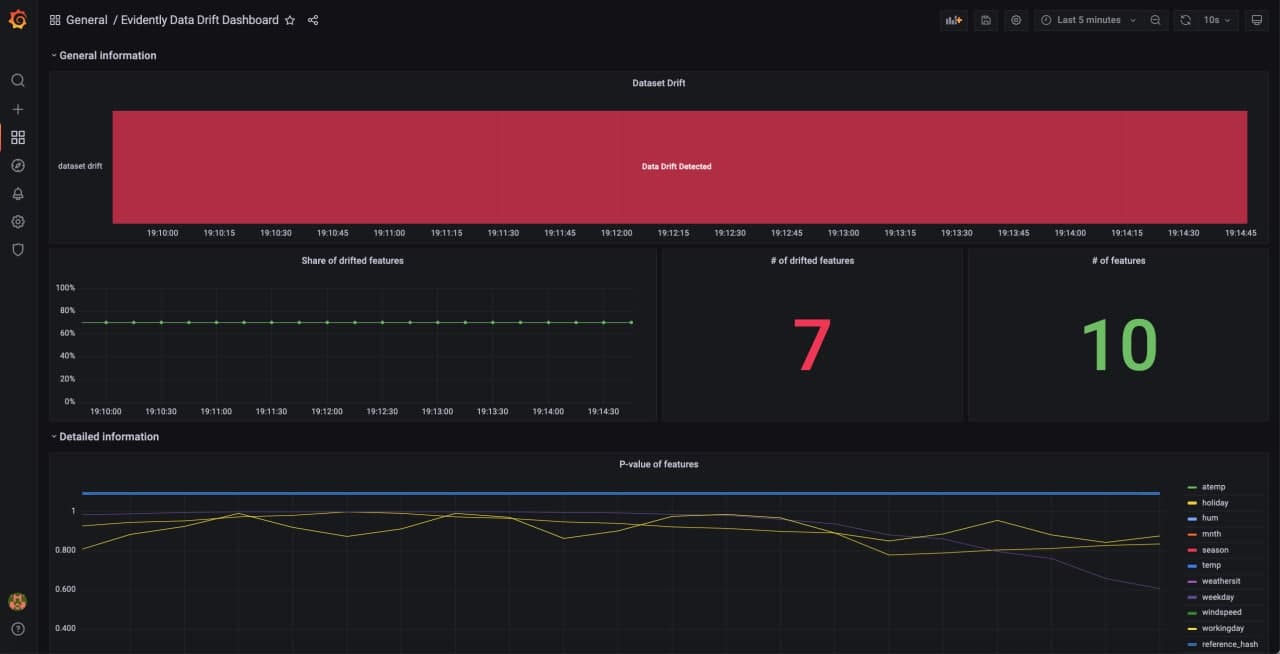 General / Evidently Data Drift Dashboard
Last 5 minutes
10s
General information
Dataset Drift
dataset drift
Data Drift Detected
19:10:00 19:10:15 19:10:30 19:10:45 19:11:00 19:11:15 19:11:30 19:11:45 19:12:00 19:12:15 19:12:30 19:12:45 19:13:00 19:13:15 19:13:30 19:13:45 19:14:00 19:14:15 19:14:30 19:14:45
Share of drifted features
100%
80%
60%
40%
20%
0%
19:10:00 19:10:30 19:11:00 19:11:30 19:12:00 19:12:30 19:13:00 19:13:30 19:14:00 19:14:30
# of drifted features
7
# of features
10
Detailed information
P-value of features
1
0.800
0.600
0.400
atemp
holiday
hum
mnth
season
temp
weathersit
weekday
windspeed
workingday
reference_hash